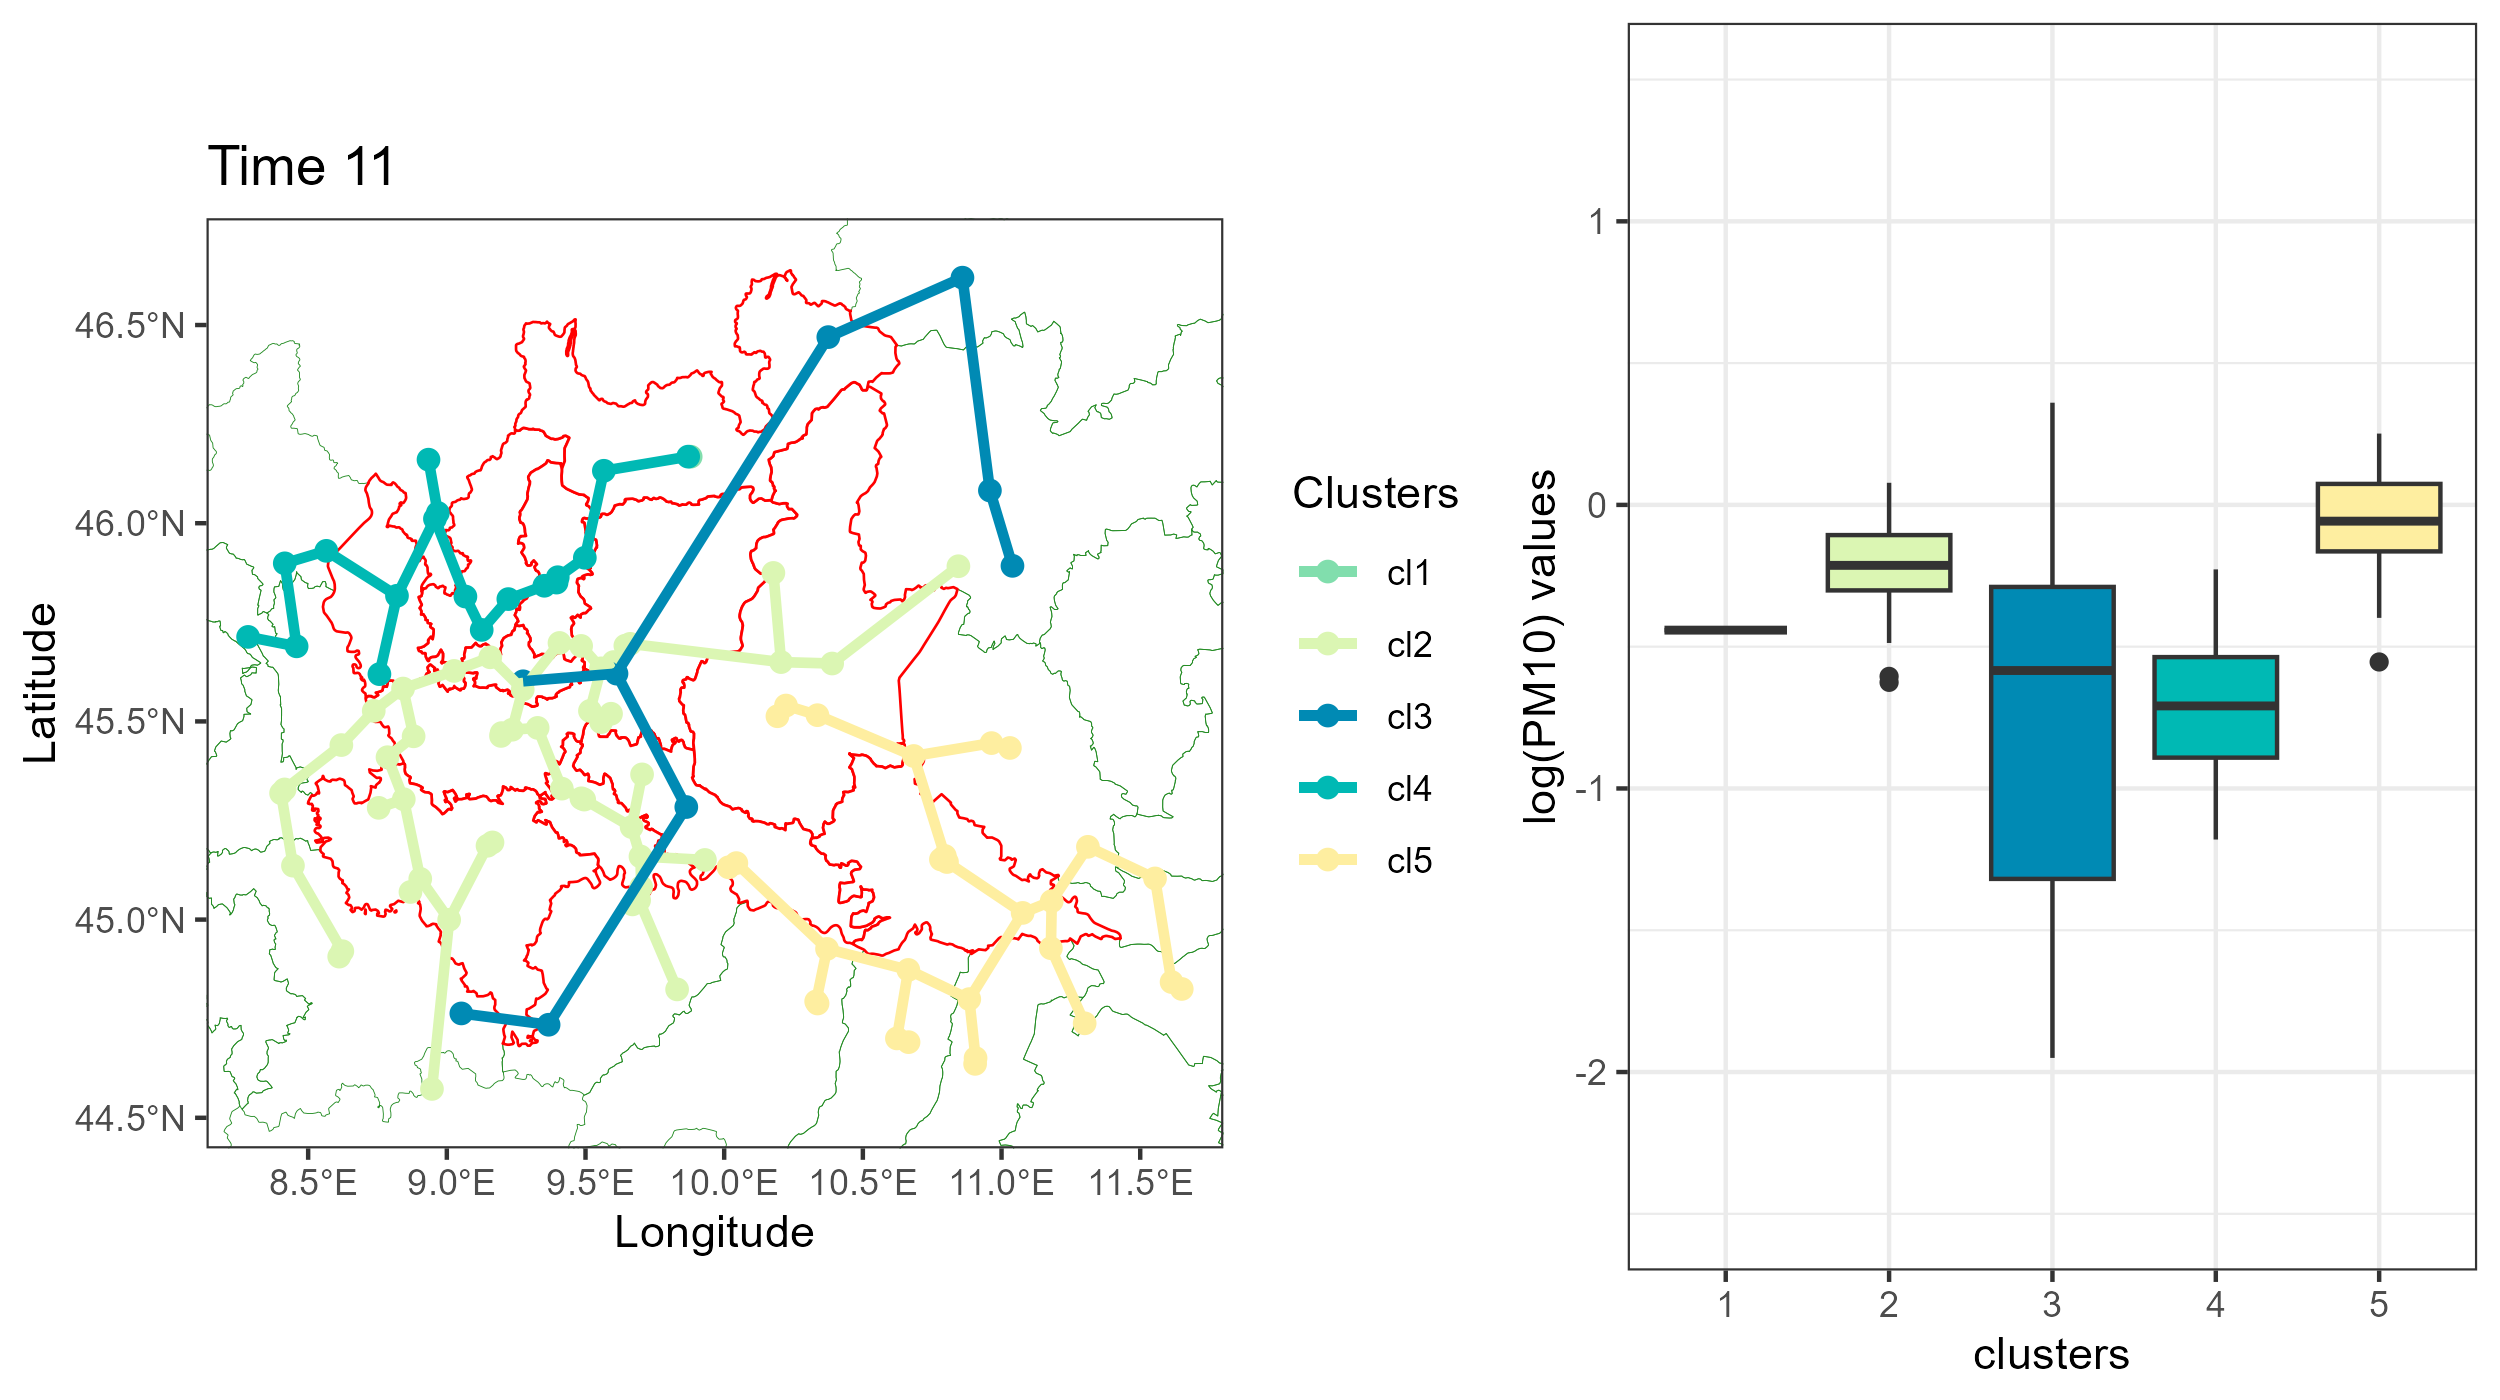 Time 11
46.5°N
46.0°N
45.5°N
45.0°N
44.5°N
Latitude
8.5°E 9.0°E 9.5°E 10.0°E 10.5°E 11.0°E 11.5°E
Longitude
Clusters
cl1
cl2
cl3
cl4
cl5
log(PM10) values
1
0
-1
-2
1 2 3 4 5
clusters